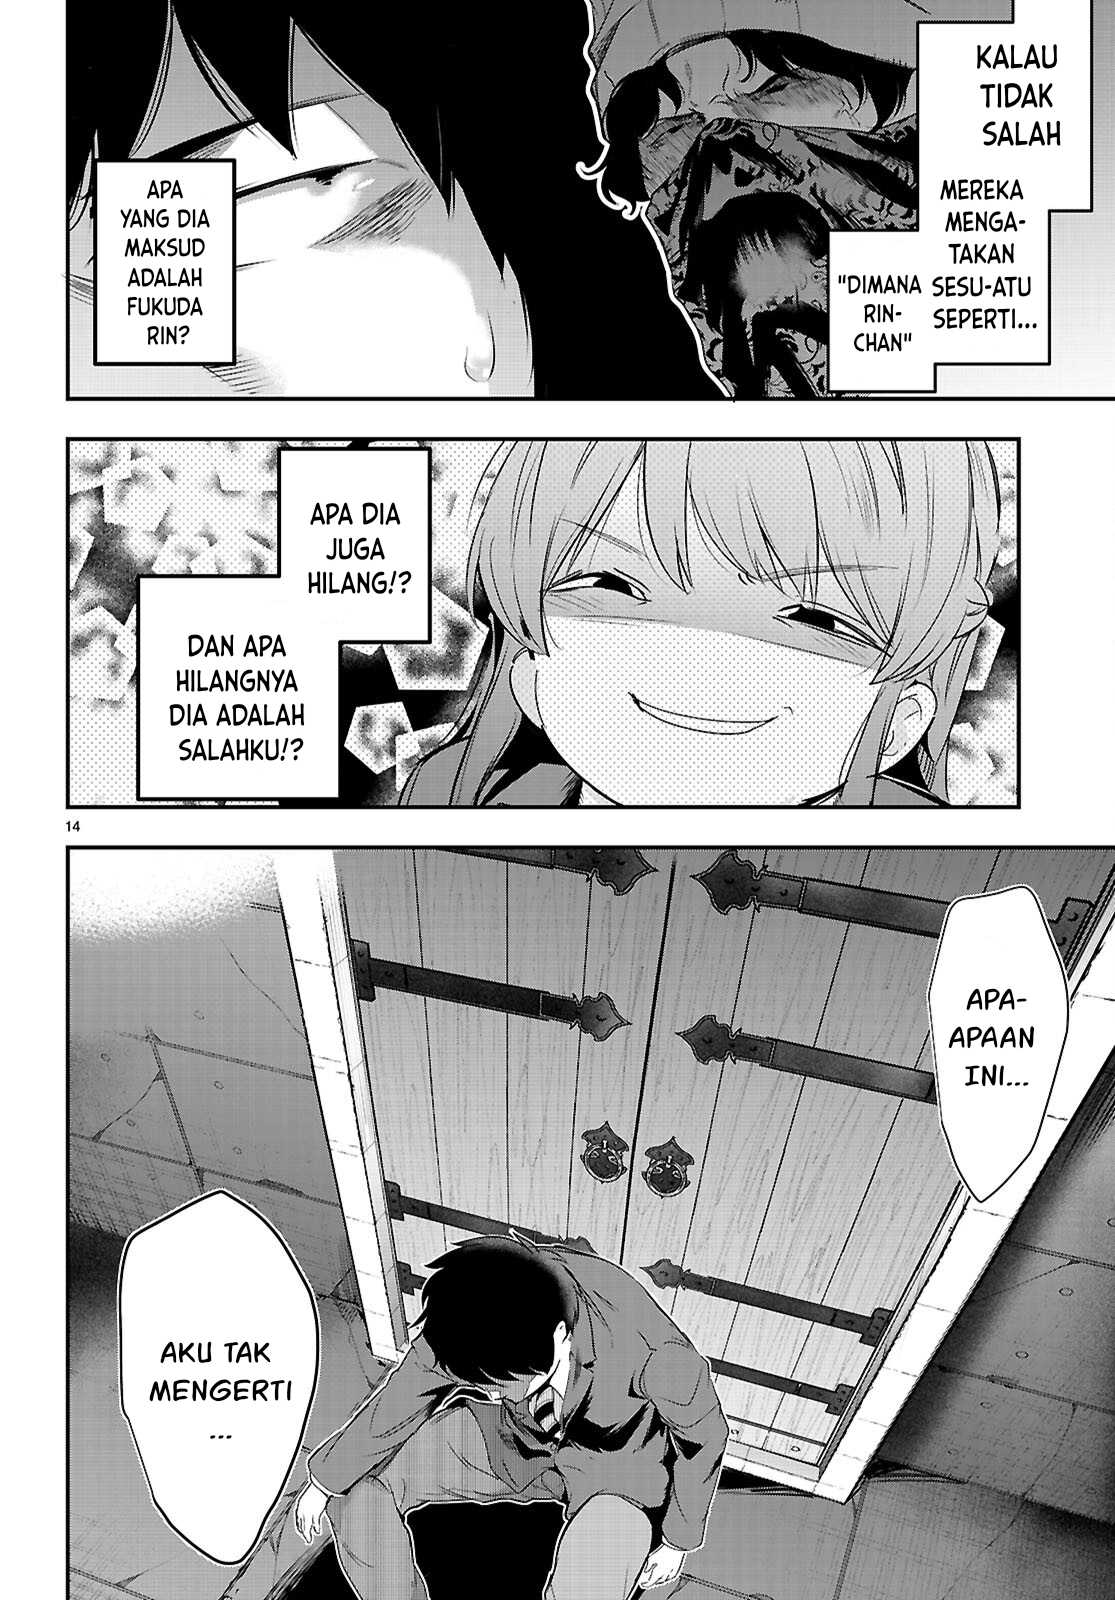 KALAU
TIDAK
SALAH
MEREKA
MENGA-
TAKAN
SESU-ATU
SEPERTI...
"DIMANA
RIN-
CHAN"
APA
YANG DIA
MAKSUD
ADALAH
FUKUDA
RIN?
APA DIA
JUGA
HILANG!?
DAN APA
HILANGNYA
DIA ADALAH
SALAHKU!?
14
APA-
APAAN
INI...
AKU TAK
MENGERTI
...